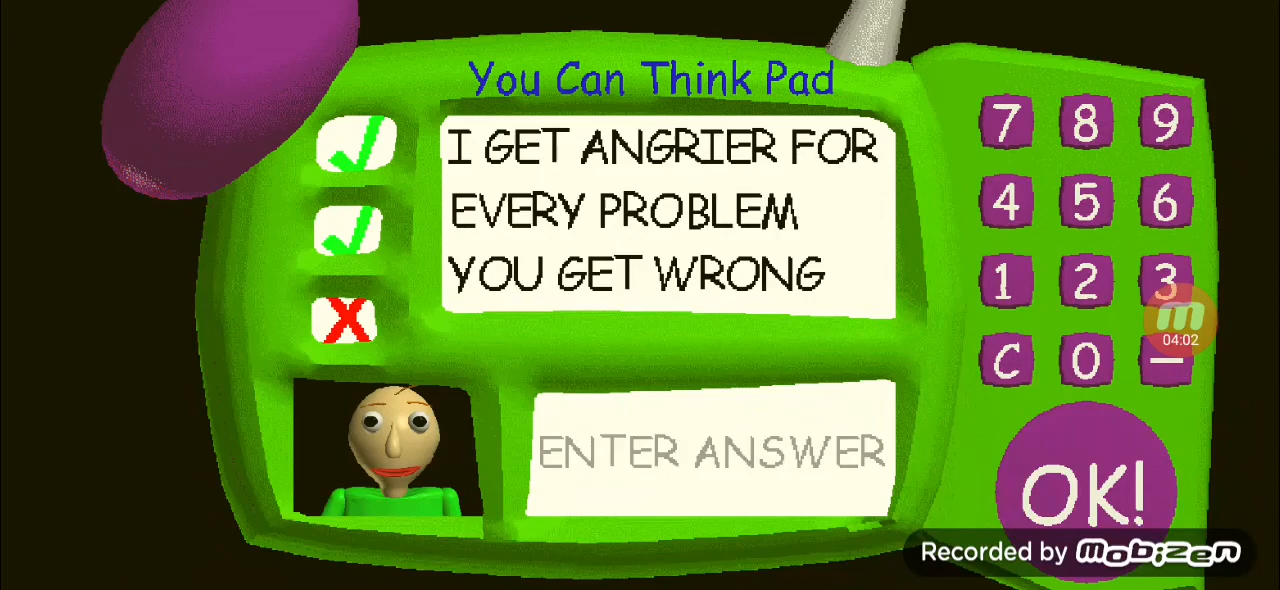 You Can Think Pad
I GET ANGRIER FOR
EVERY PROBLEM
YOU GET WRONG
7 8 9
4 5 6
1 2 3
04:02
C 0 -
ENTER ANSWER
OK!
Recorded by mobizen